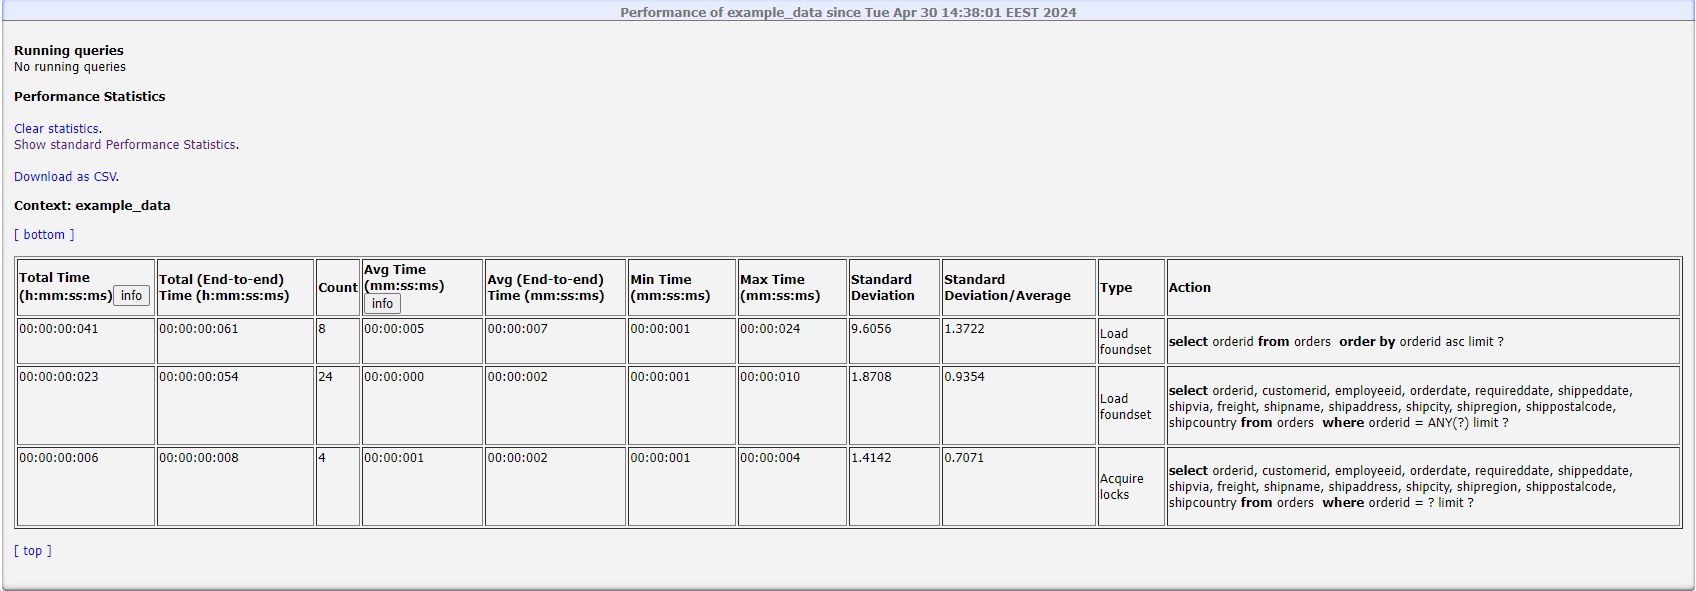 Performance of example_data since Tue Apr 30 14:38:01 EEST 2024
Running queries
No running queries
Performance Statistics
Clear statistics.
Show standard Performance Statistics.
Download as CSV.
Context: example_data
[ bottom ]
Total Time (h:mm:ss:ms) info Total (End-to-end) Time (h:mm:ss:ms) Count Avg Time (mm:ss:ms) info Avg (End-to-end) Time (mm:ss:ms) Min Time (mm:ss:ms) Max Time (mm:ss:ms) Standard Deviation Standard Deviation/Average Type Action
00:00:00:041 00:00:00:061 8 00:00:005 00:00:007 00:00:001 00:00:024 9.6056 1.3722 Load foundset select orderid from orders order by orderid asc limit ?
00:00:00:023 00:00:00:054 24 00:00:000 00:00:002 00:00:001 00:00:010 1.8708 0.9354 Load foundset select orderid, customerid, employeeid, orderdate, requireddate, shippeddate,
shipvia, freight, shipname, shipaddress, shipcity, shipregion, shippostalcode,
shipcountry from orders where orderid = ANY(?) limit ?
00:00:00:006 00:00:00:008 4 00:00:001 00:00:002 00:00:001 00:00:004 1.4142 0.7071 Acquire locks select orderid, customerid, employeeid, orderdate, requireddate, shippeddate,
shipvia, freight, shipname, shipaddress, shipcity, shipregion, shippostalcode,
shipcountry from orders where orderid = ? limit ?
[ top ]